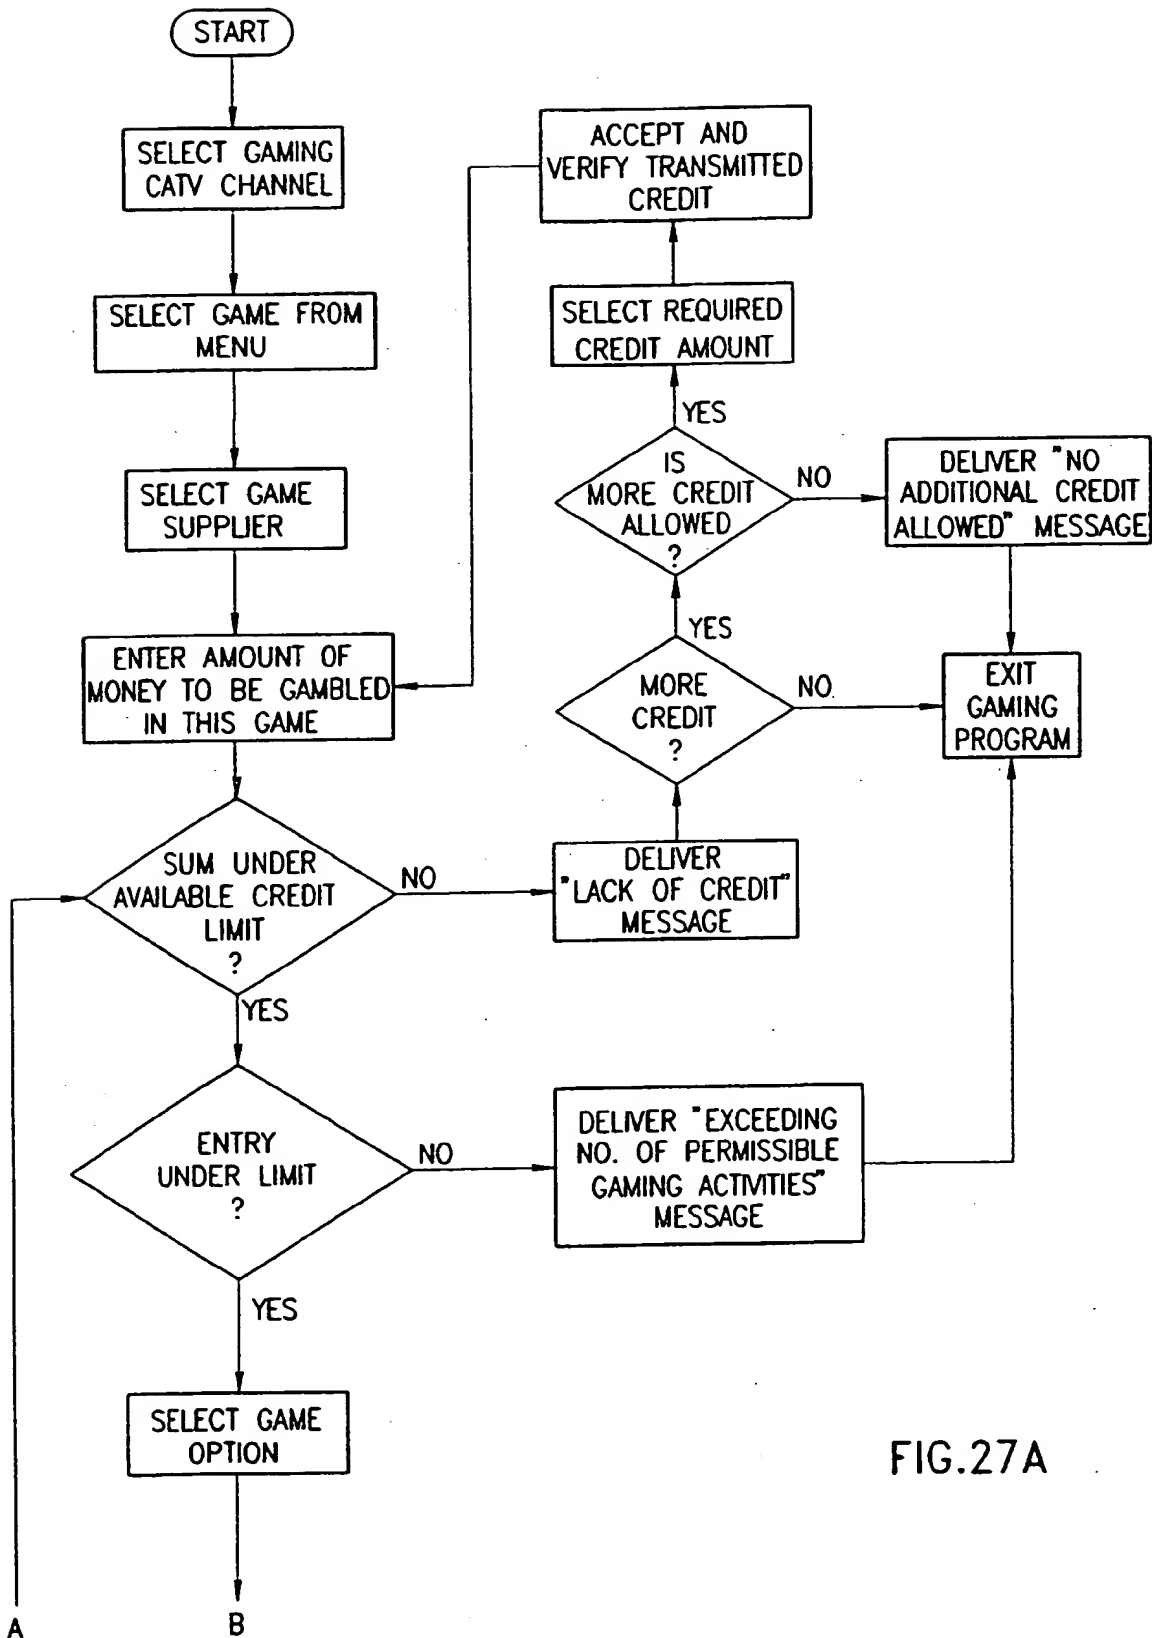 START
SELECT GAMING
CATV CHANNEL
SELECT GAME FROM
MENU
SELECT GAME
SUPPLIER
ENTER AMOUNT OF
MONEY TO BE GAMBLED
IN THIS GAME
SUM UNDER
AVAILABLE CREDIT
LIMIT
?
NO
YES
ENTRY
UNDER LIMIT
?
NO
YES
SELECT GAME
OPTION
A
B
ACCEPT AND
VERIFY TRANSMITTED
CREDIT
SELECT REQUIRED
CREDIT AMOUNT
YES
IS
MORE CREDIT
ALLOWED
?
NO
YES
MORE
CREDIT
?
NO
DELIVER
"LACK OF CREDIT"
MESSAGE
DELIVER "NO
ADDITIONAL CREDIT
ALLOWED" MESSAGE
EXIT
GAMING
PROGRAM
DELIVER "EXCEEDING
NO. OF PERMISSIBLE
GAMING ACTIVITIES"
MESSAGE
FIG.27A